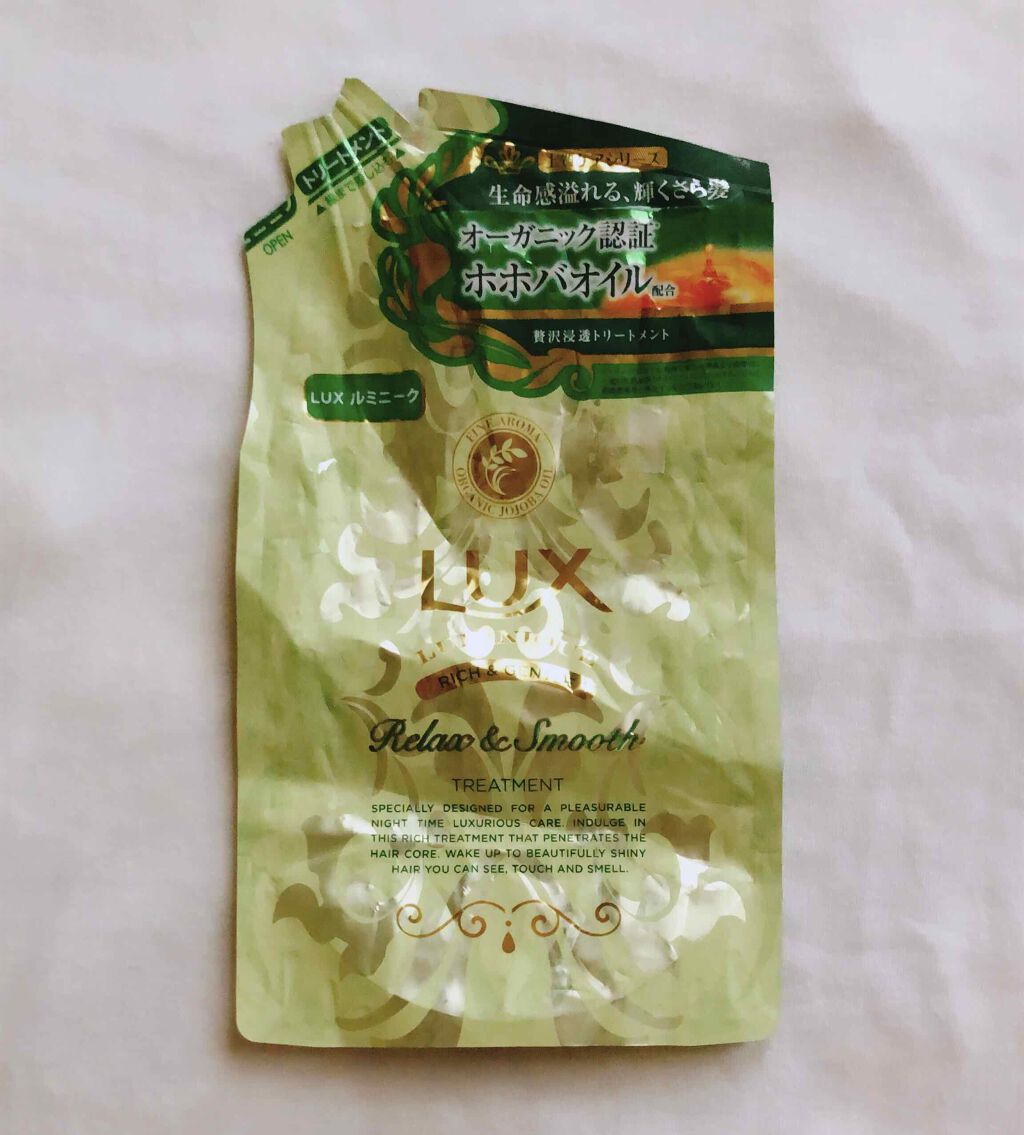 トリートメント
OPEN
生命感溢れる、輝くさら髪
オーガニック認証
ホホバオイル配合
贅沢浸透トリートメント
LUX ルミニーク
FINE AROMA
ORGANIC JOJOBA OIL
LUX
LUMINIQUE
RICH & GENTLE
Relax & Smooth
TREATMENT
SPECIALLY DESIGNED FOR A PLEASURABLE
NIGHT TIME LUXURIOUS CARE. INDULGE IN
THIS RICH TREATMENT THAT PENETRATES THE
HAIR CORE. WAKE UP TO BEAUTIFULLY SHINY
HAIR YOU CAN SEE, TOUCH AND SMELL.